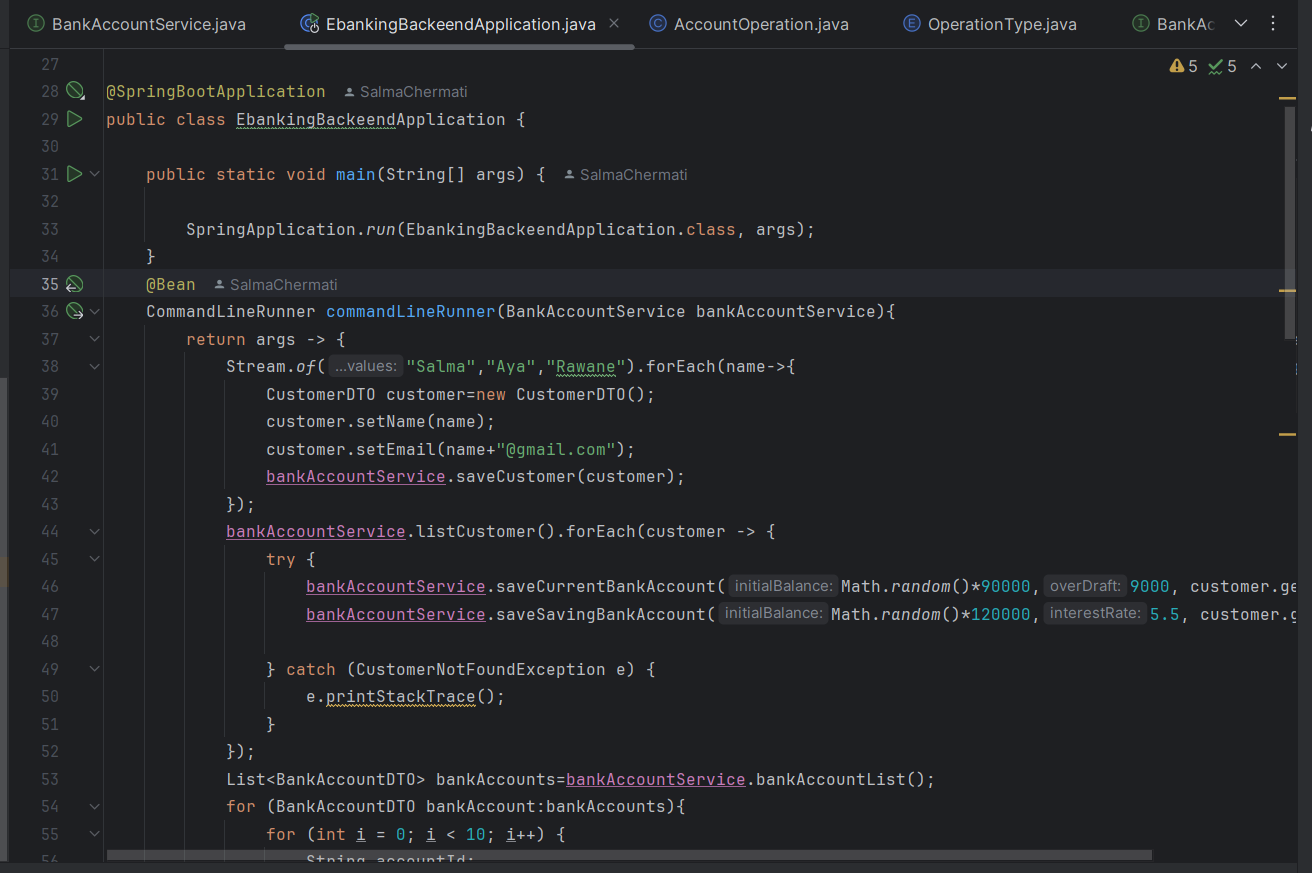 BankAccountService.java EbankingBackeendApplication.java AccountOperation.java OperationType.java BankAc
27 5 5
28 @SpringBootApplication SalmaChermati
29 public class EbankingBackeendApplication {
30
31 public static void main(String[] args) { SalmaChermati
32
33 SpringApplication.run(EbankingBackeendApplication.class, args);
34 }
35 @Bean SalmaChermati
36 CommandLineRunner commandLineRunner(BankAccountService bankAccountService){
37 return args -> {
38 Stream.of( ...values: "Salma","Aya","Rawane").forEach(name->{
39 CustomerDTO customer=new CustomerDTO();
40 customer.setName(name);
41 customer.setEmail(name+"@gmail.com");
42 bankAccountService.saveCustomer(customer);
43 });
44 bankAccountService.listCustomer().forEach(customer -> {
45 try {
46 bankAccountService.saveCurrentBankAccount( initialBalance: Math.random()*90000, overDraft: 9000, customer.ge
47 bankAccountService.saveSavingBankAccount( initialBalance: Math.random()*120000, interestRate: 5.5, customer.g
48
49 } catch (CustomerNotFoundException e) {
50 e.printStackTrace();
51 }
52 });
53 List<BankAccountDTO> bankAccounts=bankAccountService.bankAccountList();
54 for (BankAccountDTO bankAccount:bankAccounts){
55 for (int i = 0; i < 10; i++) {
56 String accountId;